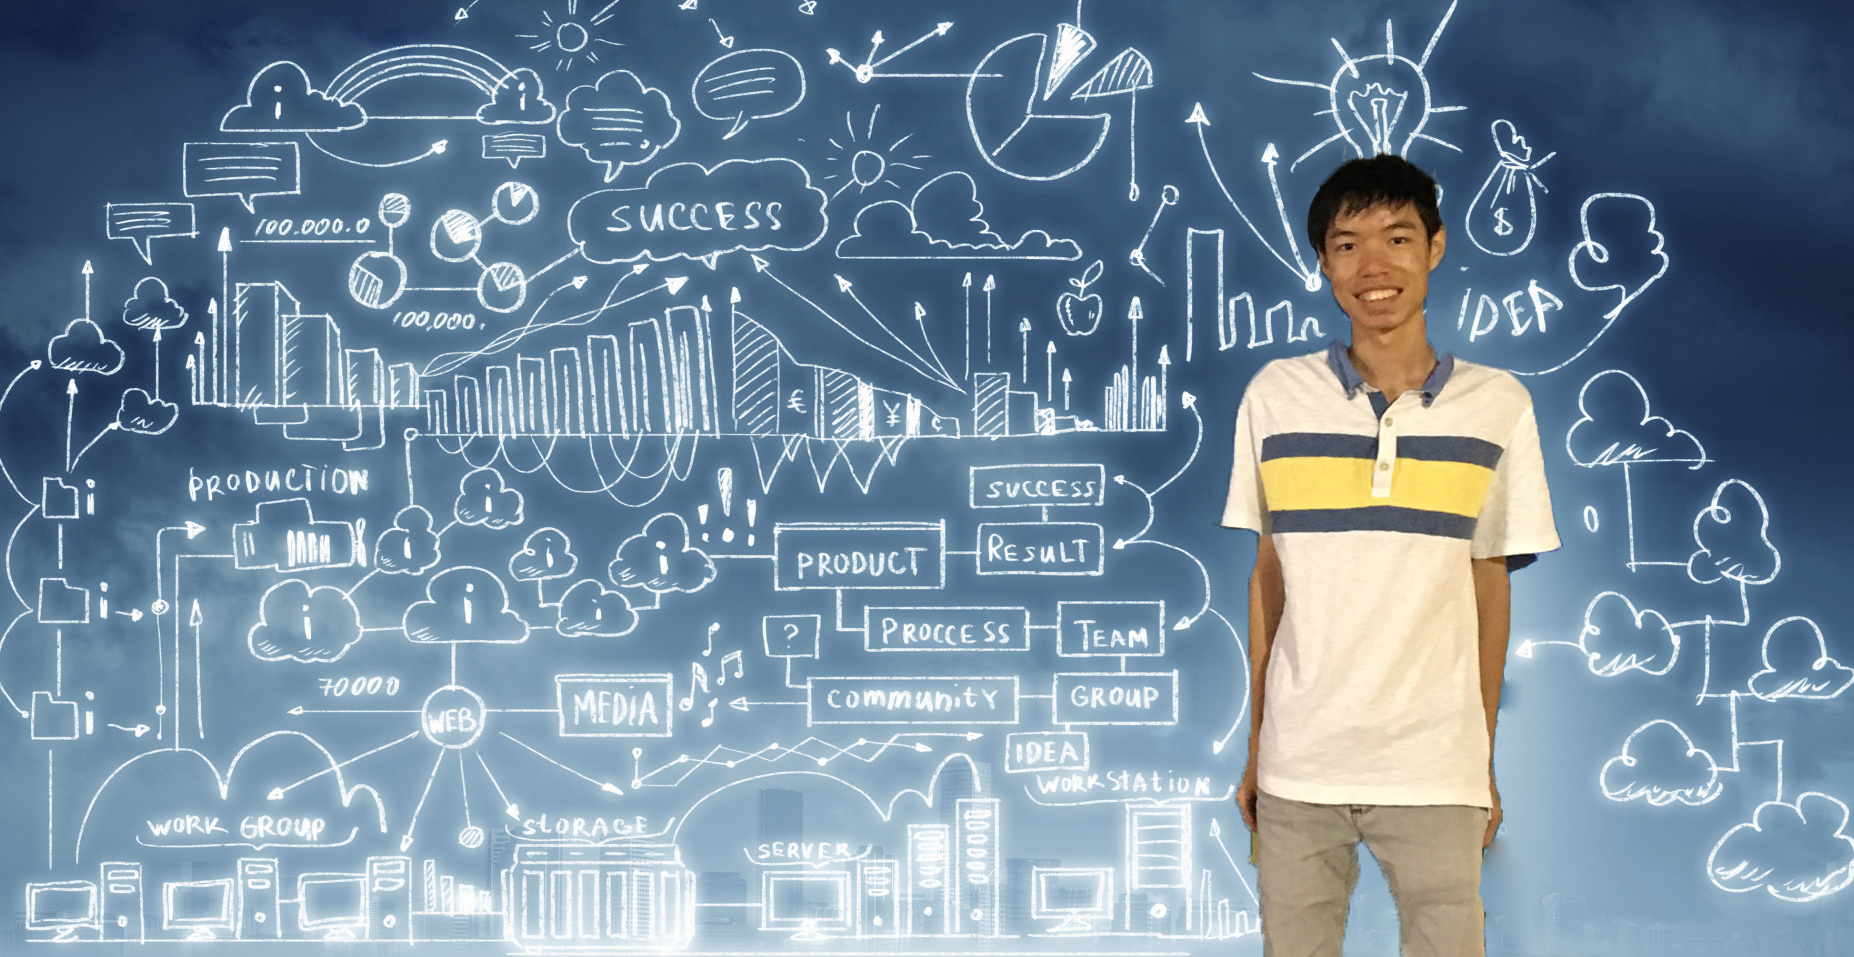 i
i
SUCCESS
100.000.0
$
100,000.
IDEA
€
¥
¢
PRODUCTION
i
i
SUCCESS
!!!
RESULT
PRODUCT
i
i
i
i
i
i
i
i
PROCCESS
TEAM
?
70000
MEDIA
COMMUNITY
GROUP
WEB
i
IDEA
WORKSTATION
WORK GROUP
STORAGE
SERVER